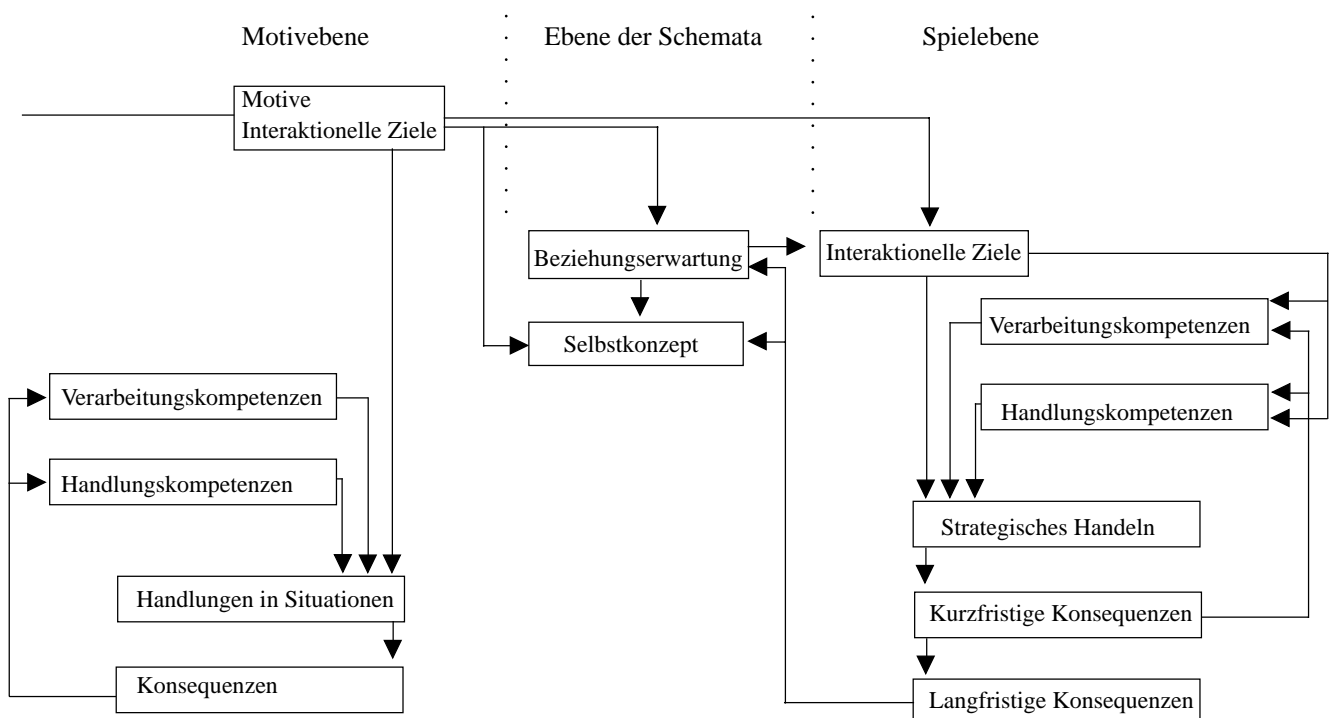 Motivebene
Ebene der Schemata
Spielebene
Motive
Interaktionelle Ziele
Beziehungserwartung
Interaktionelle Ziele
Verarbeitungskompetenzen
Selbstkonzept
Verarbeitungskompetenzen
Handlungskompetenzen
Handlungskompetenzen
Strategisches Handeln
Handlungen in Situationen
Kurzfristige Konsequenzen
Konsequenzen
Langfristige Konsequenzen